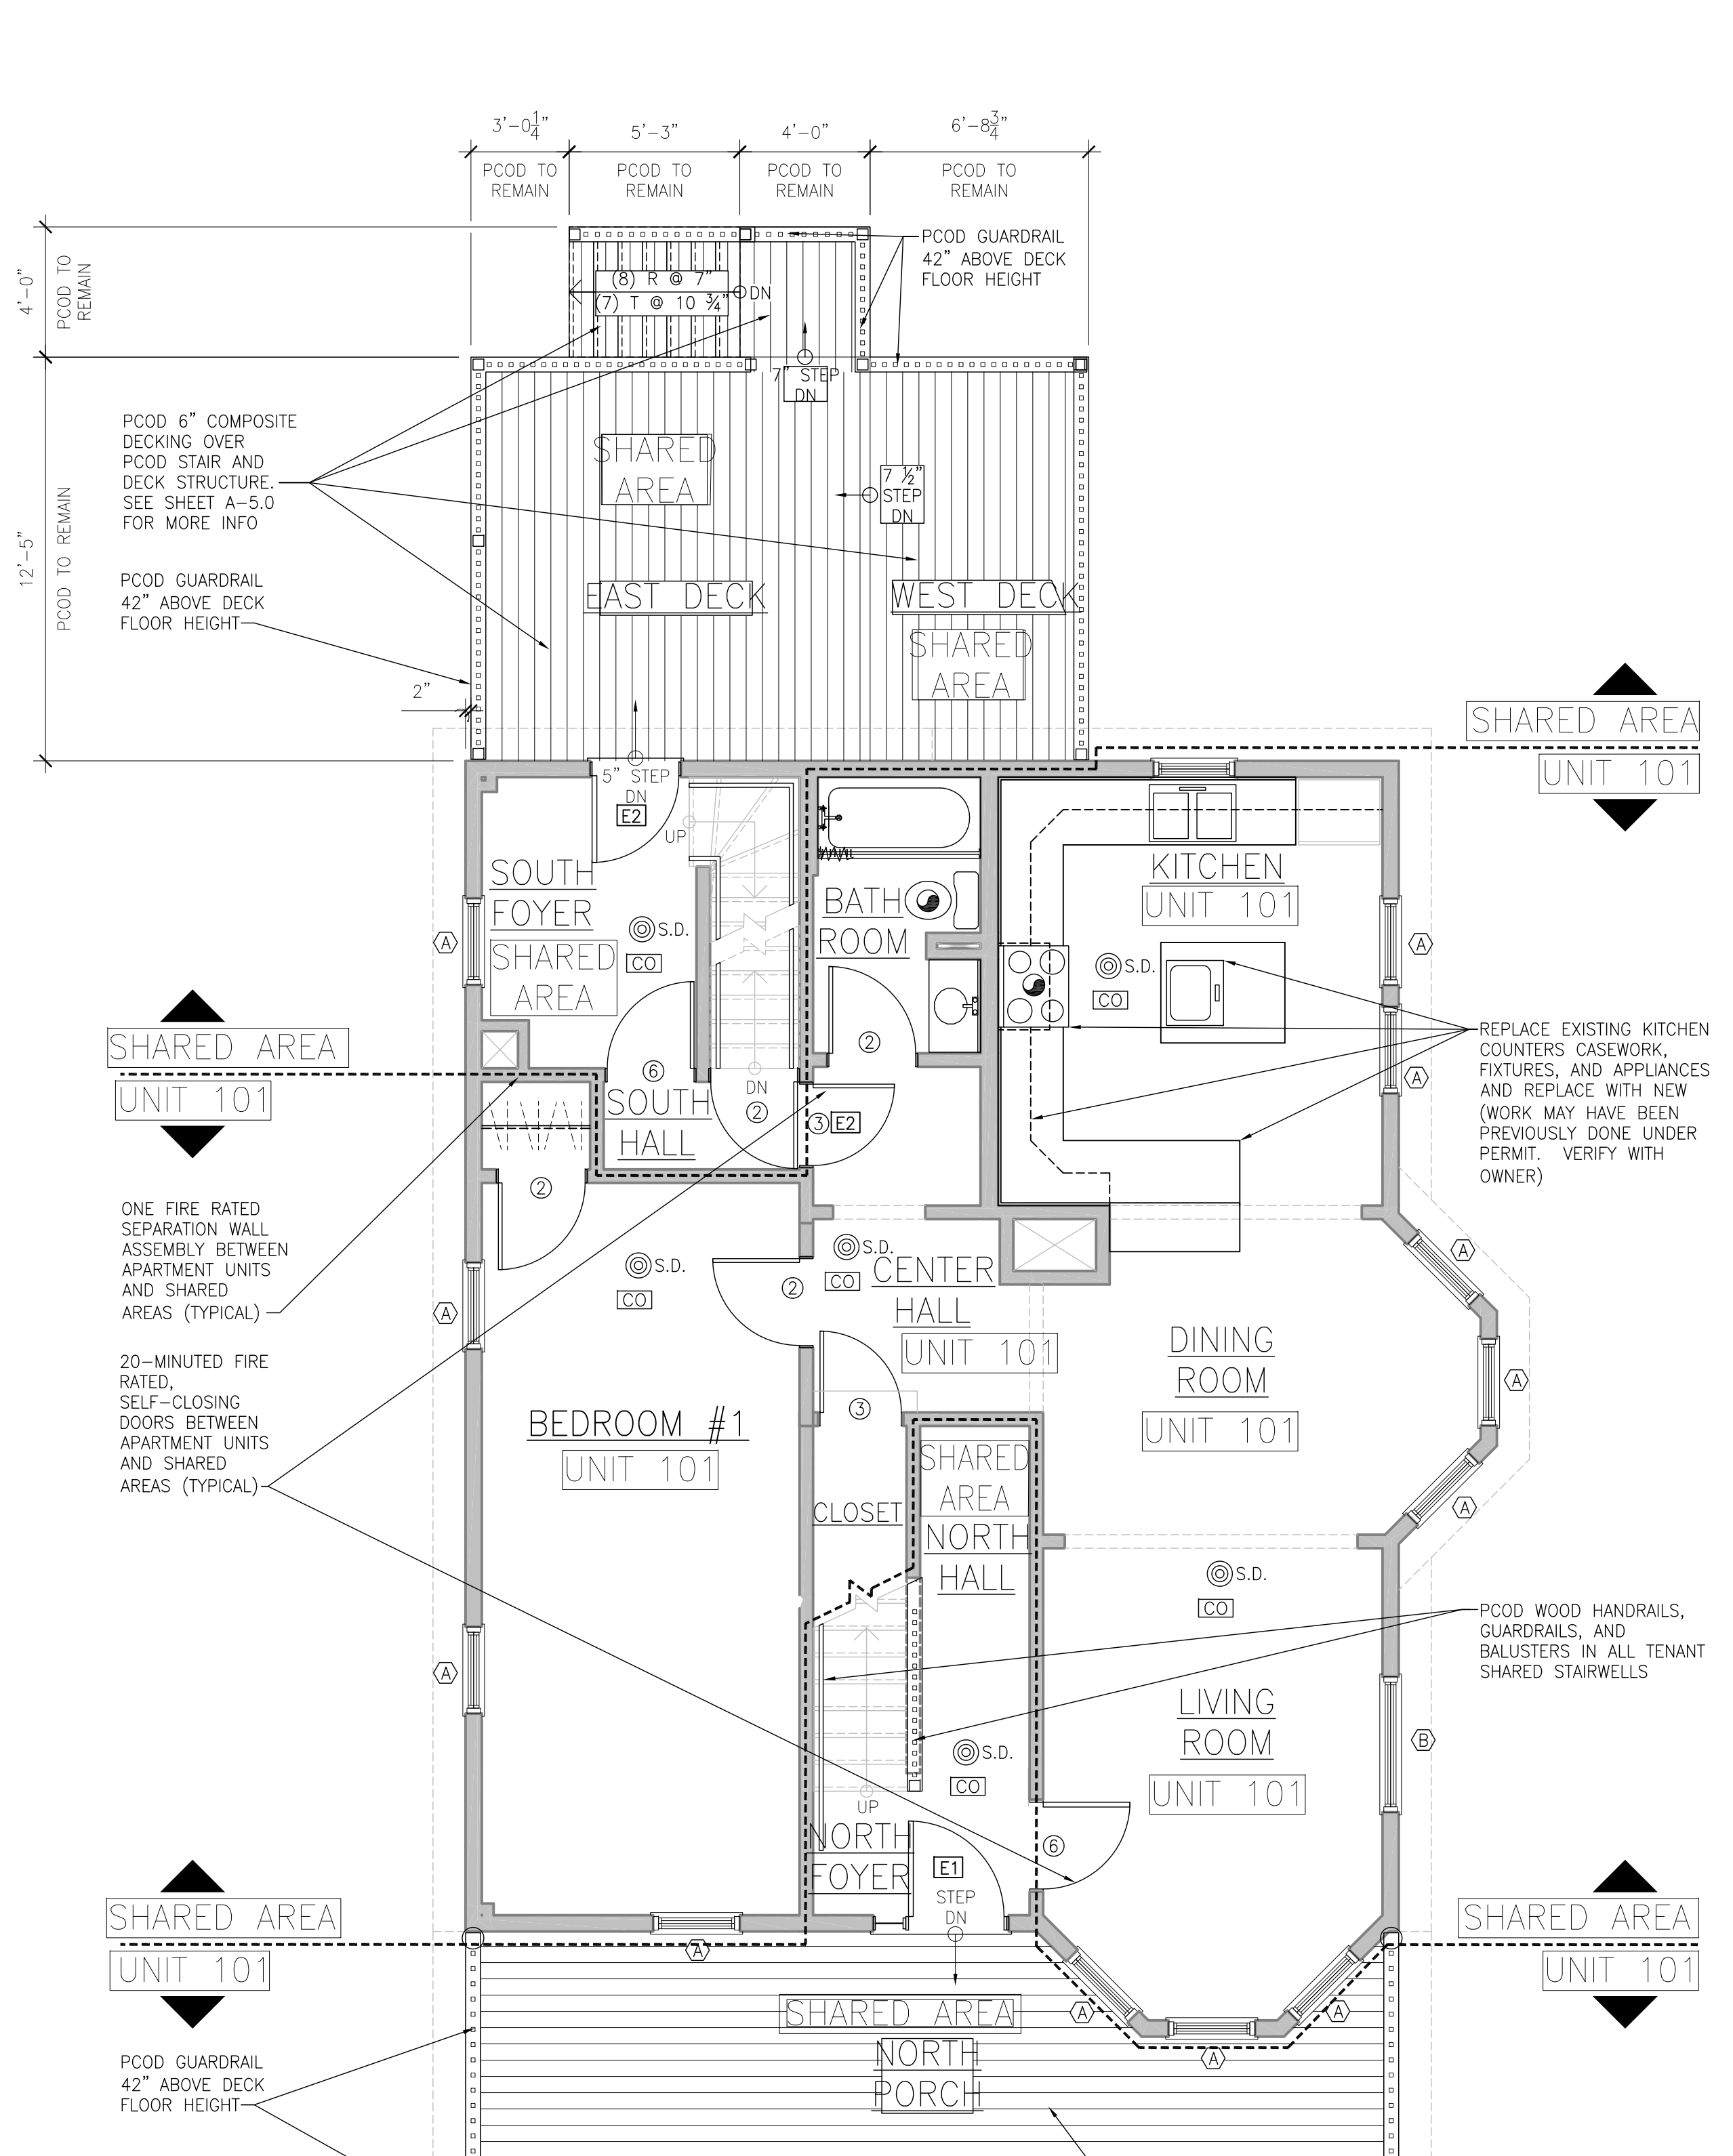 3'-0 1/4" 5'-3" 4'-0" 6'-8 3/4"
PCOD TO
REMAIN
PCOD TO
REMAIN
PCOD TO
REMAIN
PCOD TO
REMAIN
4'-0"
PCOD TO
REMAIN
12'-5"
PCOD TO REMAIN
PCOD GUARDRAIL
42" ABOVE DECK
FLOOR HEIGHT
(8) R @ 7"
(7) T @ 10 3/4"
DN
7" STEP
DN
PCOD 6" COMPOSITE
DECKING OVER
PCOD STAIR AND
DECK STRUCTURE.
SEE SHEET A-5.0
FOR MORE INFO
SHARED
AREA
7 1/2"
STEP
DN
PCOD GUARDRAIL
42" ABOVE DECK
FLOOR HEIGHT
EAST DECK
WEST DECK
SHARED
AREA
2"
SHARED AREA
UNIT 101
5" STEP
DN
E2
UP
SOUTH
FOYER
SHARED
AREA
S.D.
CO
A
BATH
ROOM
KITCHEN
UNIT 101
S.D.
CO
A
A
REPLACE EXISTING KITCHEN
COUNTERS CASEWORK,
FIXTURES, AND APPLIANCES
AND REPLACE WITH NEW
(WORK MAY HAVE BEEN
PREVIOUSLY DONE UNDER
PERMIT. VERIFY WITH
OWNER)
SHARED AREA
UNIT 101
2
6
DN
2
3 E2
SOUTH
HALL
2
ONE FIRE RATED
SEPARATION WALL
ASSEMBLY BETWEEN
APARTMENT UNITS
AND SHARED
AREAS (TYPICAL)
S.D.
CO
A
2
S.D.
CO
CENTER
HALL
UNIT 101
A
DINING
ROOM
UNIT 101
A
20-MINUTED FIRE
RATED,
SELF-CLOSING
DOORS BETWEEN
APARTMENT UNITS
AND SHARED
AREAS (TYPICAL)
BEDROOM #1
UNIT 101
3
SHARED
AREA
NORTH
HALL
CLOSET
A
S.D.
CO
PCOD WOOD HANDRAILS,
GUARDRAILS, AND
BALUSTERS IN ALL TENANT
SHARED STAIRWELLS
A
LIVING
ROOM
UNIT 101
B
S.D.
CO
UP
NORTH
FOYER
6
E1
STEP
DN
SHARED AREA
UNIT 101
A
SHARED AREA
UNIT 101
SHARED AREA
A
A
A
NORTH
PORCH
PCOD GUARDRAIL
42" ABOVE DECK
FLOOR HEIGHT